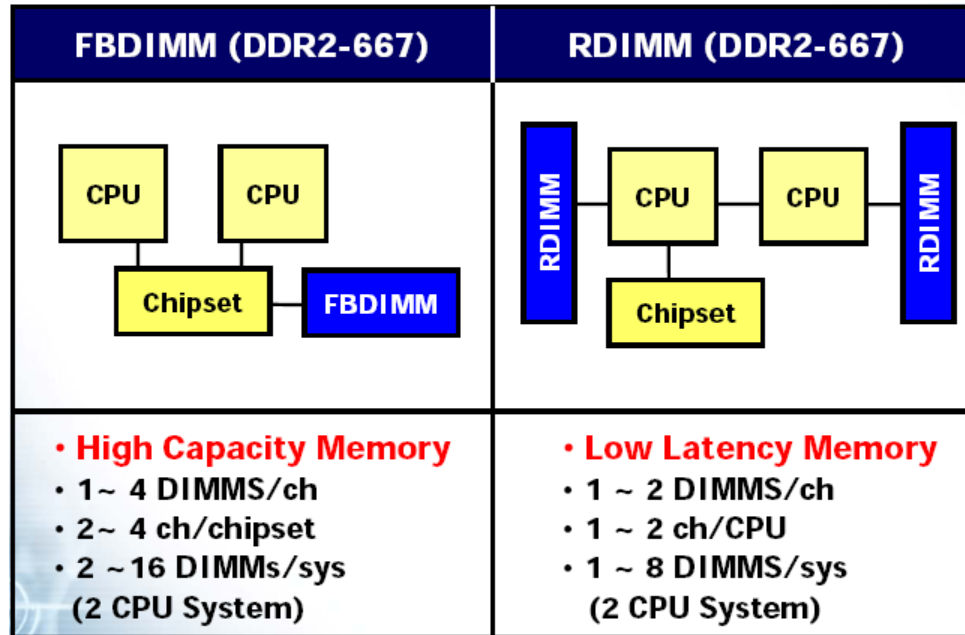 FBDIMM (DDR2-667)
RDIMM (DDR2-667)
CPU
CPU
Chipset
FBDIMM
RDIMM
CPU
CPU
RDIMM
Chipset
• High Capacity Memory
• 1~ 4 DIMMS/ch
• 2~ 4 ch/chipset
• 2 ~16 DIMMs/sys
(2 CPU System)
• Low Latency Memory
• 1 ~ 2 DIMMS/ch
• 1 ~ 2 ch/CPU
• 1 ~ 8 DIMMS/sys
(2 CPU System)